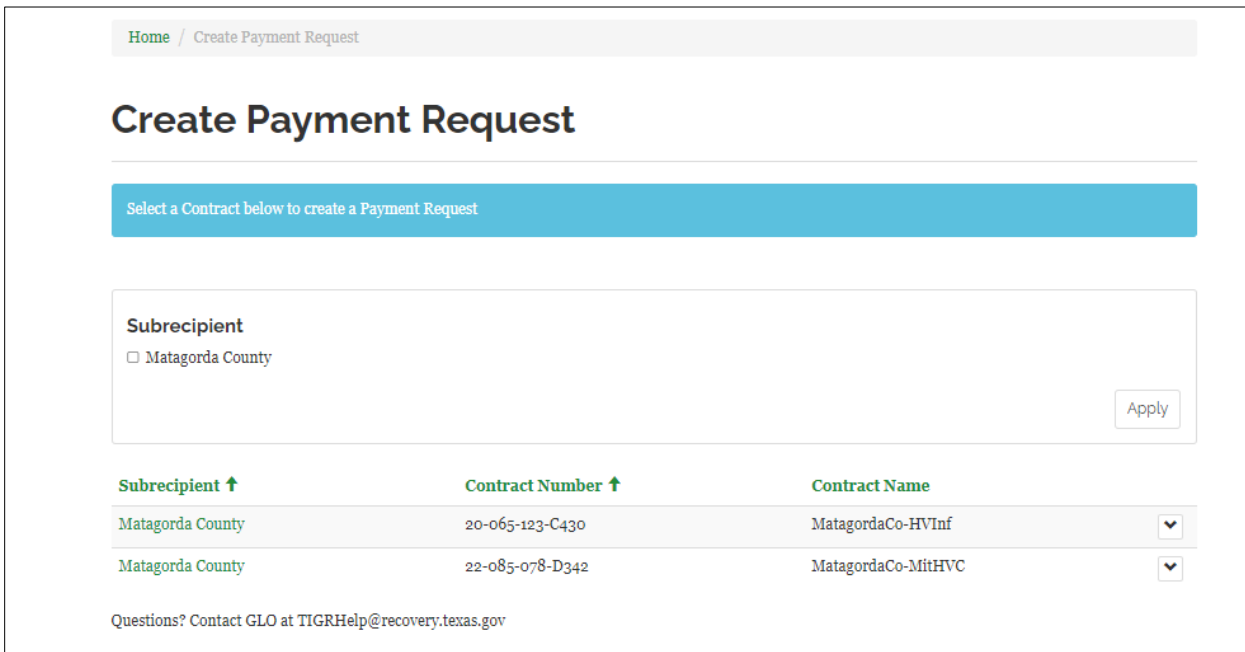 Home / Create Payment Request
Create Payment Request
Select a Contract below to create a Payment Request
Subrecipient
Matagorda County
Apply
Subrecipient Contract Number Contract Name
Matagorda County 20-065-123-C430 MatagordaCo-HVInf
Matagorda County 22-085-078-D342 MatagordaCo-MitHVC
Questions? Contact GLO at TIGRHelp@recovery.texas.gov